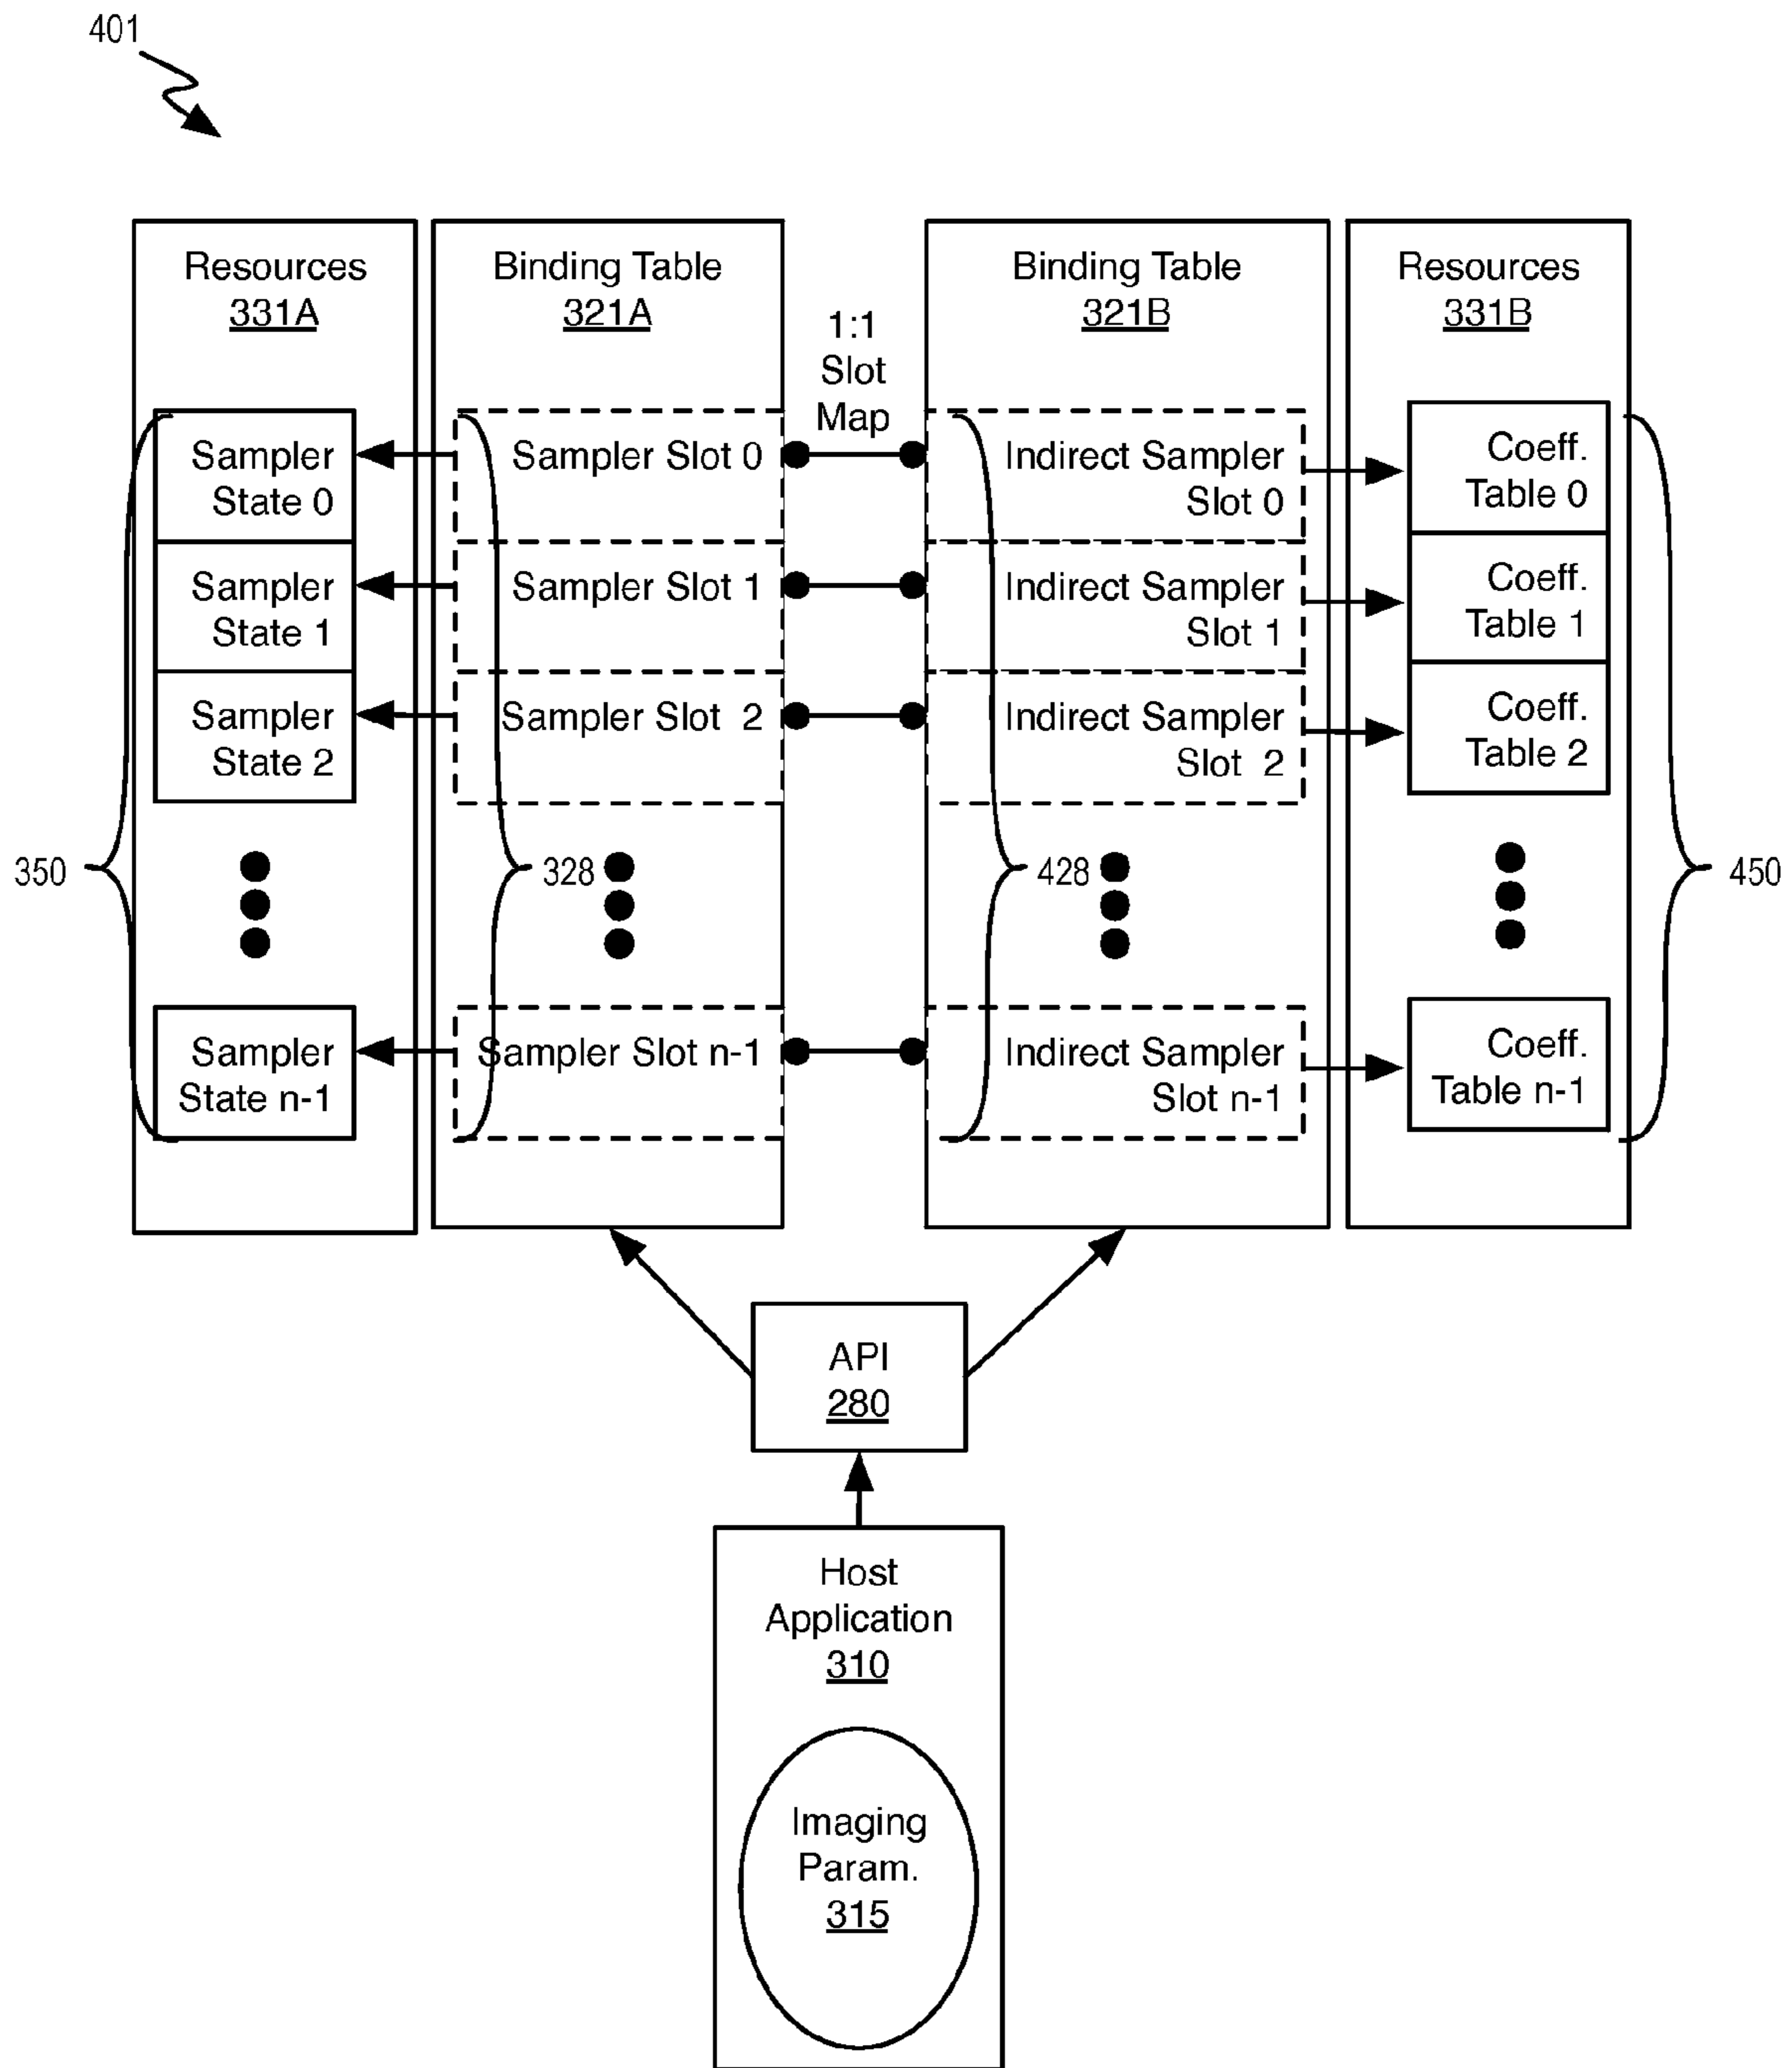 401
Resources
331A
Binding Table
321A
1:1
Slot
Map
Binding Table
321B
Resources
331B
Sampler
State 0
Sampler Slot 0
Indirect Sampler
Slot 0
Coeff.
Table 0
Sampler
State 1
Sampler Slot 1
Indirect Sampler
Slot 1
Coeff.
Table 1
Sampler
State 2
Sampler Slot 2
Indirect Sampler
Slot 2
Coeff.
Table 2
350
328
428
450
Sampler
State n-1
Sampler Slot n-1
Indirect Sampler
Slot n-1
Coeff.
Table n-1
API
280
Host
Application
310
Imaging
Param.
315